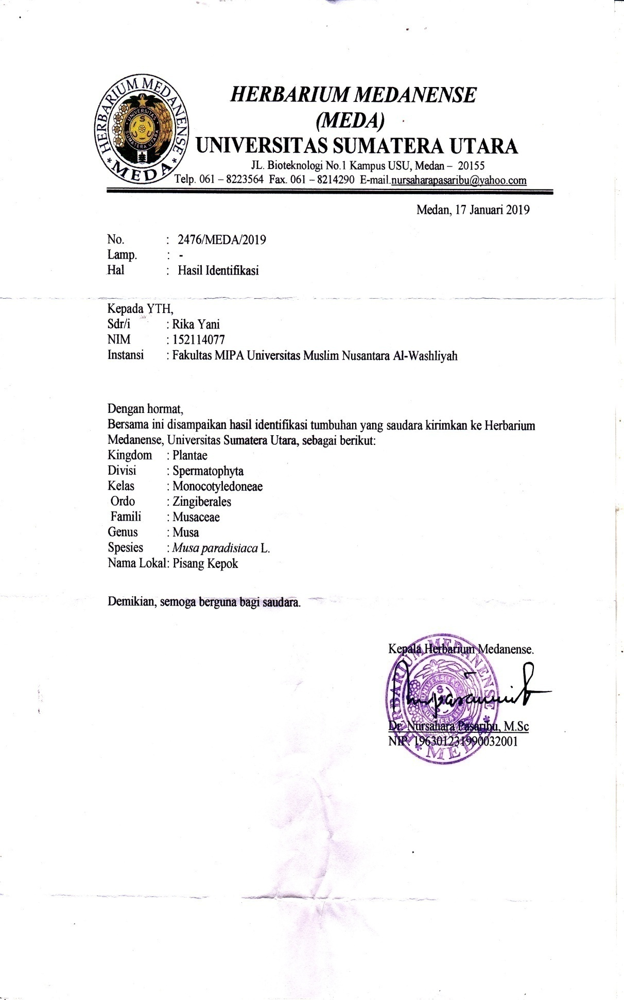 HERBARIUM MEDANENSE
* MEDA *
UNIVERSITAS
SUMATERA UTARA
HERBARIUM MEDANENSE
(MEDA)
UNIVERSITAS SUMATERA UTARA
JL. Bioteknologi No.1 Kampus USU, Medan – 20155
Telp. 061 – 8223564 Fax. 061 – 8214290 E-mail.nursaharapasaribu@yahoo.com
Medan, 17 Januari 2019
No. : 2476/MEDA/2019
Lamp. : -
Hal : Hasil Identifikasi
Kepada YTH,
Sdr/i : Rika Yani
NIM : 152114077
Instansi : Fakultas MIPA Universitas Muslim Nusantara Al-Washliyah
Dengan hormat,
Bersama ini disampaikan hasil identifikasi tumbuhan yang saudara kirimkan ke Herbarium
Medanense, Universitas Sumatera Utara, sebagai berikut:
Kingdom : Plantae
Divisi : Spermatophyta
Kelas : Monocotyledoneae
Ordo : Zingiberales
Famili : Musaceae
Genus : Musa
Spesies : Musa paradisiaca L.
Nama Lokal: Pisang Kepok
Demikian, semoga berguna bagi saudara.
Kepala Herbarium Medanense.
HERBARIUM MEDANENSE
* MEDA *
UNIVERSITAS
SUMATERA UTARA
Dr. Nursahara Pasaribu, M.Sc
NIP. 196301231990032001